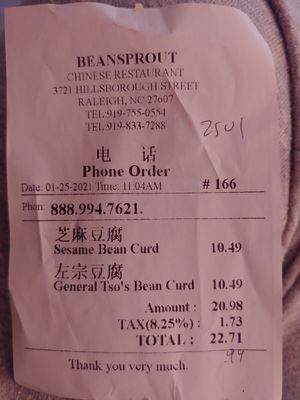 BEANSPROUT
CHINESE RESTAURANT
3721 HILLSBOROUGH STREET
RALEIGH, NC 27607
TEL:919-755-0554
TEL:919-833-7288
2501
电 话
Phone Order
Date: 01-25-2021 Time: 11:04AM # 166
Phon: 888.994.7621.
芝麻豆腐
Sesame Bean Curd 10.49
左宗豆腐
General Tso's Bean Curd 10.49
Amount : 20.98
TAX(8.25%) : 1.73
TOTAL : 22.71
.99
Thank you very much.